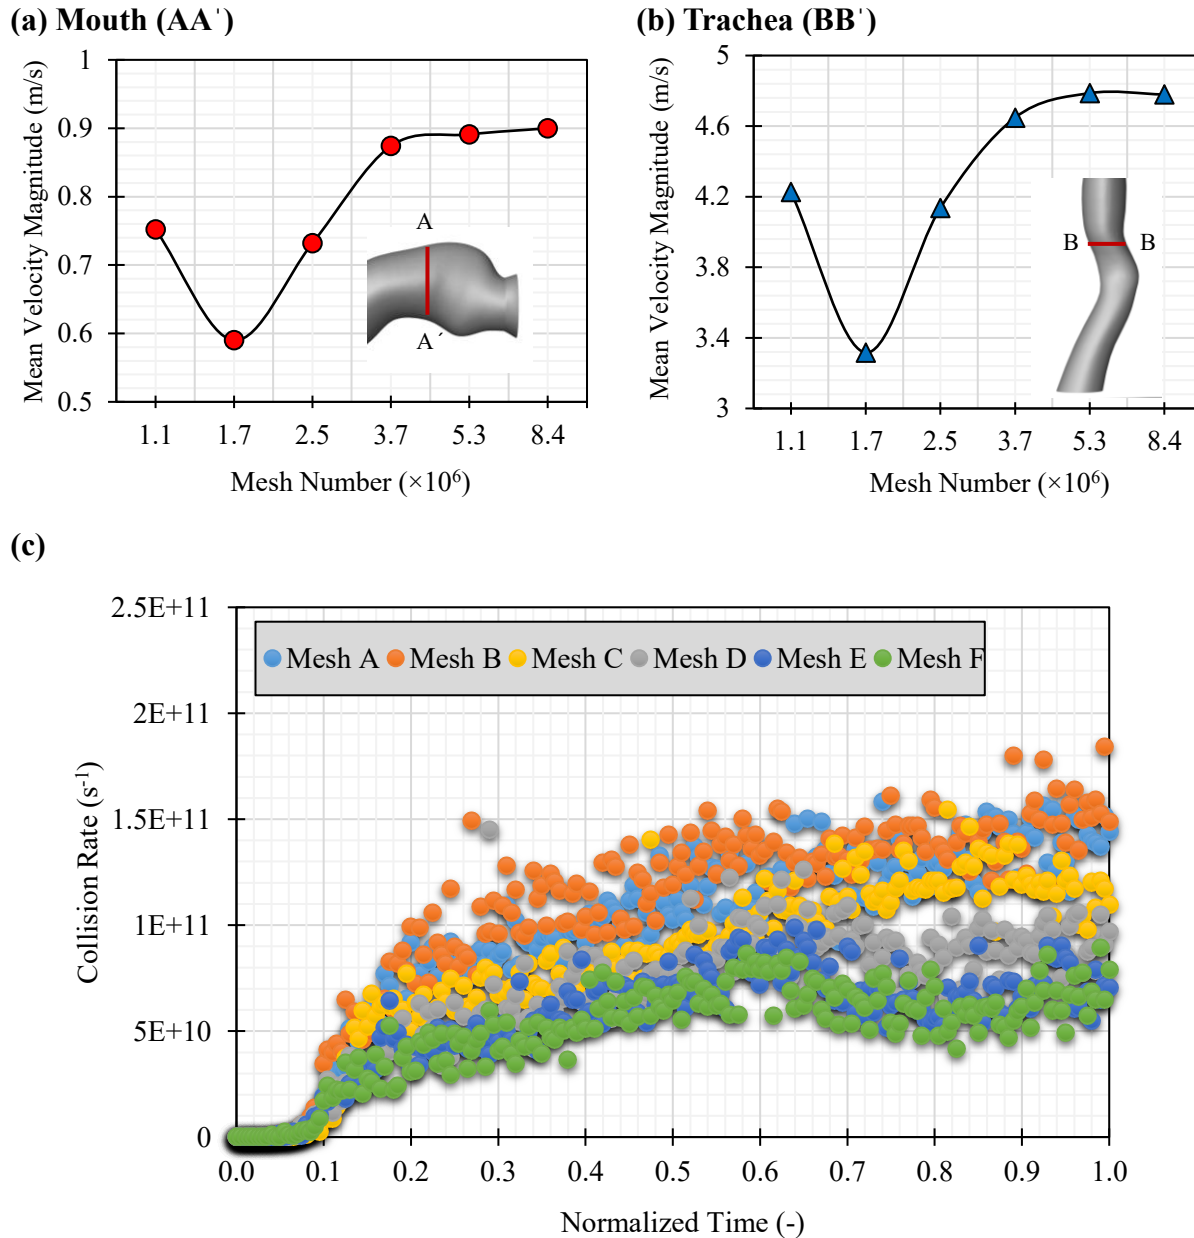 (a) Mouth (AA')
(b) Trachea (BB')
Mean Velocity Magnitude (m/s)
1
0.9
0.8
0.7
0.6
0.5
A
A´
1.1 1.7 2.5 3.7 5.3 8.4
Mesh Number (×10⁶)
Mean Velocity Magnitude (m/s)
5
4.6
4.2
3.8
3.4
3
B B
1.1 1.7 2.5 3.7 5.3 8.4
Mesh Number (×10⁶)
(c)
Collision Rate (s⁻¹)
2.5E+11
2E+11
1.5E+11
1E+11
5E+10
0
Mesh A Mesh B Mesh C Mesh D Mesh E Mesh F
0.0 0.1 0.2 0.3 0.4 0.5 0.6 0.7 0.8 0.9 1.0
Normalized Time (-)